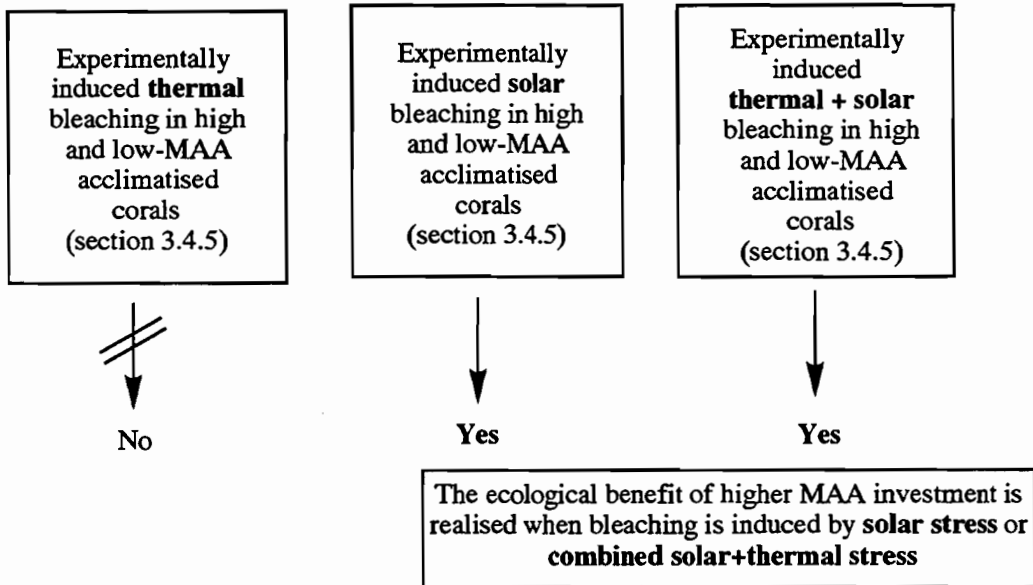 Experimentally
induced thermal
bleaching in high
and low-MAA
acclimatised
corals
(section 3.4.5)
Experimentally
induced solar
bleaching in high
and low-MAA
acclimatised
corals
(section 3.4.5)
Experimentally
induced
thermal + solar
bleaching in high
and low-MAA
acclimatised
corals
(section 3.4.5)
No
Yes
Yes
The ecological benefit of higher MAA investment is
realised when bleaching is induced by solar stress or
combined solar+thermal stress